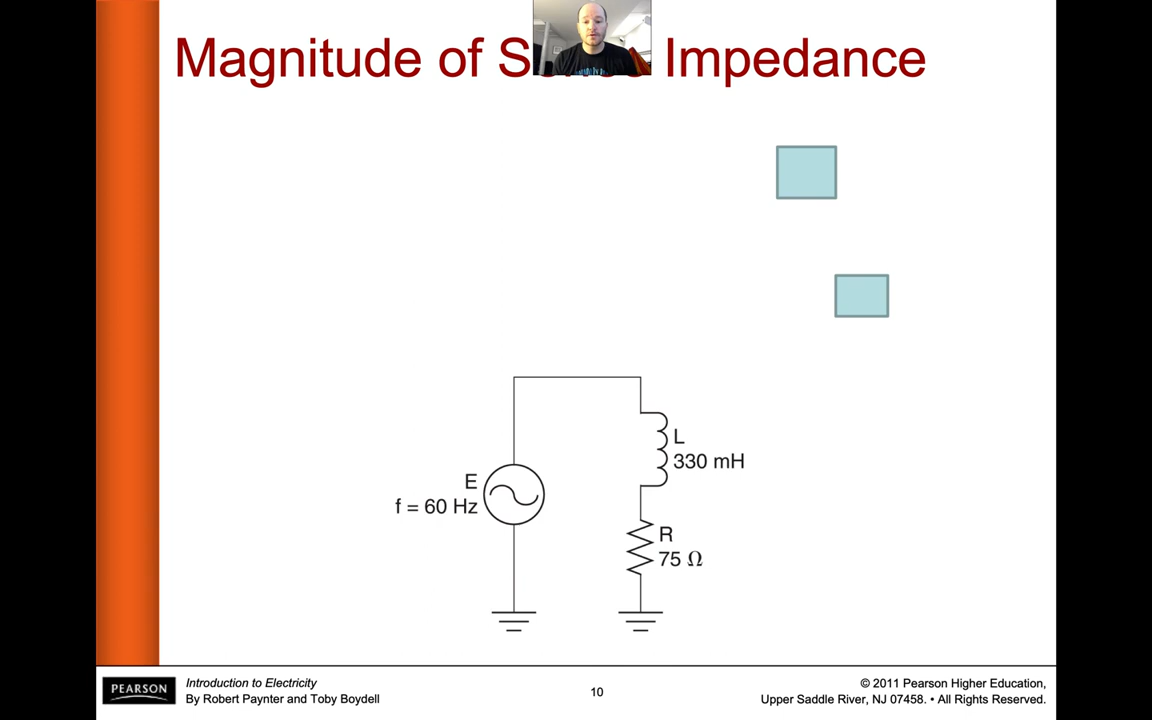 Magnitude of Impedance
L
330 mH
E
f = 60 Hz
R
75 Ω
PEARSON
Introduction to Electricity
By Robert Paynter and Toby Boydell
10
© 2011 Pearson Higher Education,
Upper Saddle River, NJ 07458. • All Rights Reserved.